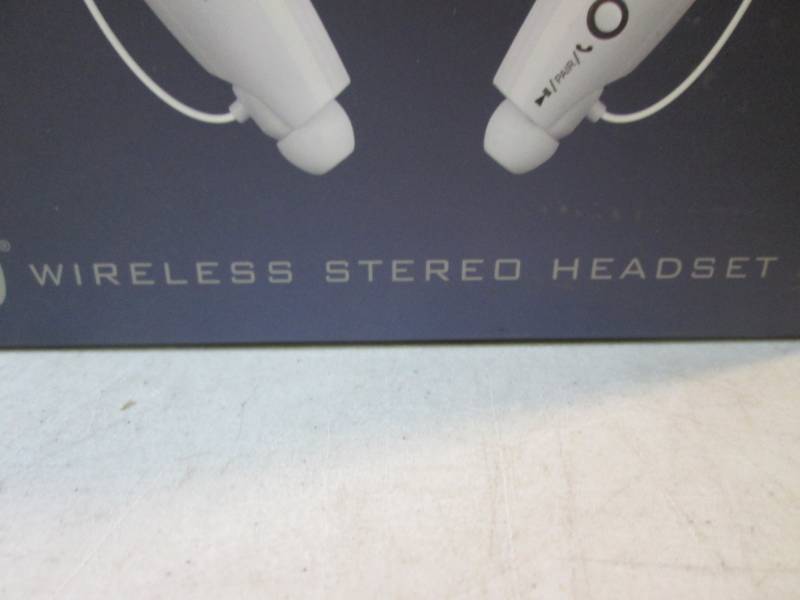 /PAIR/
® WIRELESS STEREO HEADSET